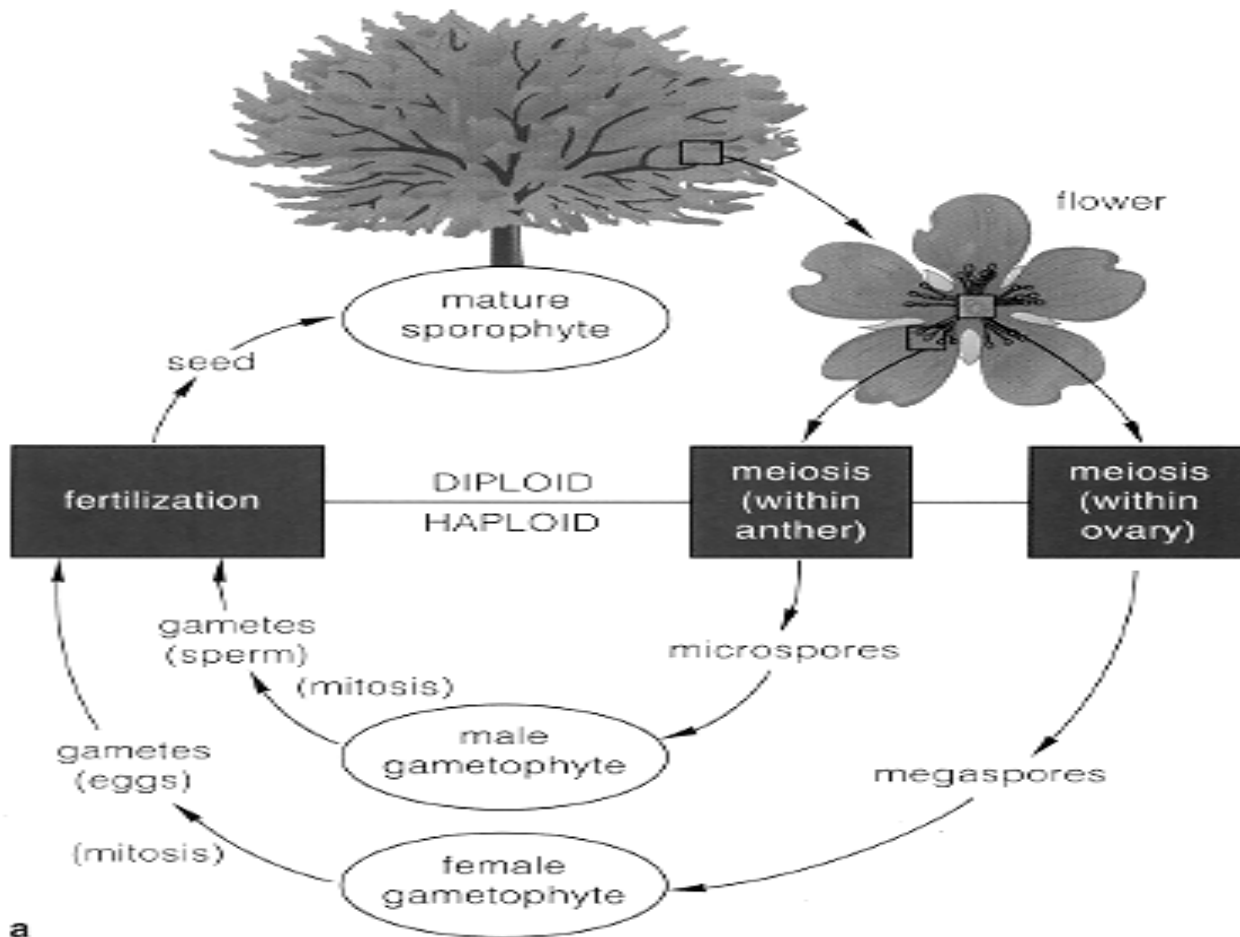 flower
mature
sporophyte
seed
fertilization
DIPLOID
HAPLOID
meiosis
(within
anther)
meiosis
(within
ovary)
gametes
(sperm)
(mitosis)
microspores
male
gametophyte
gametes
(eggs)
megaspores
(mitosis)
female
gametophyte
a